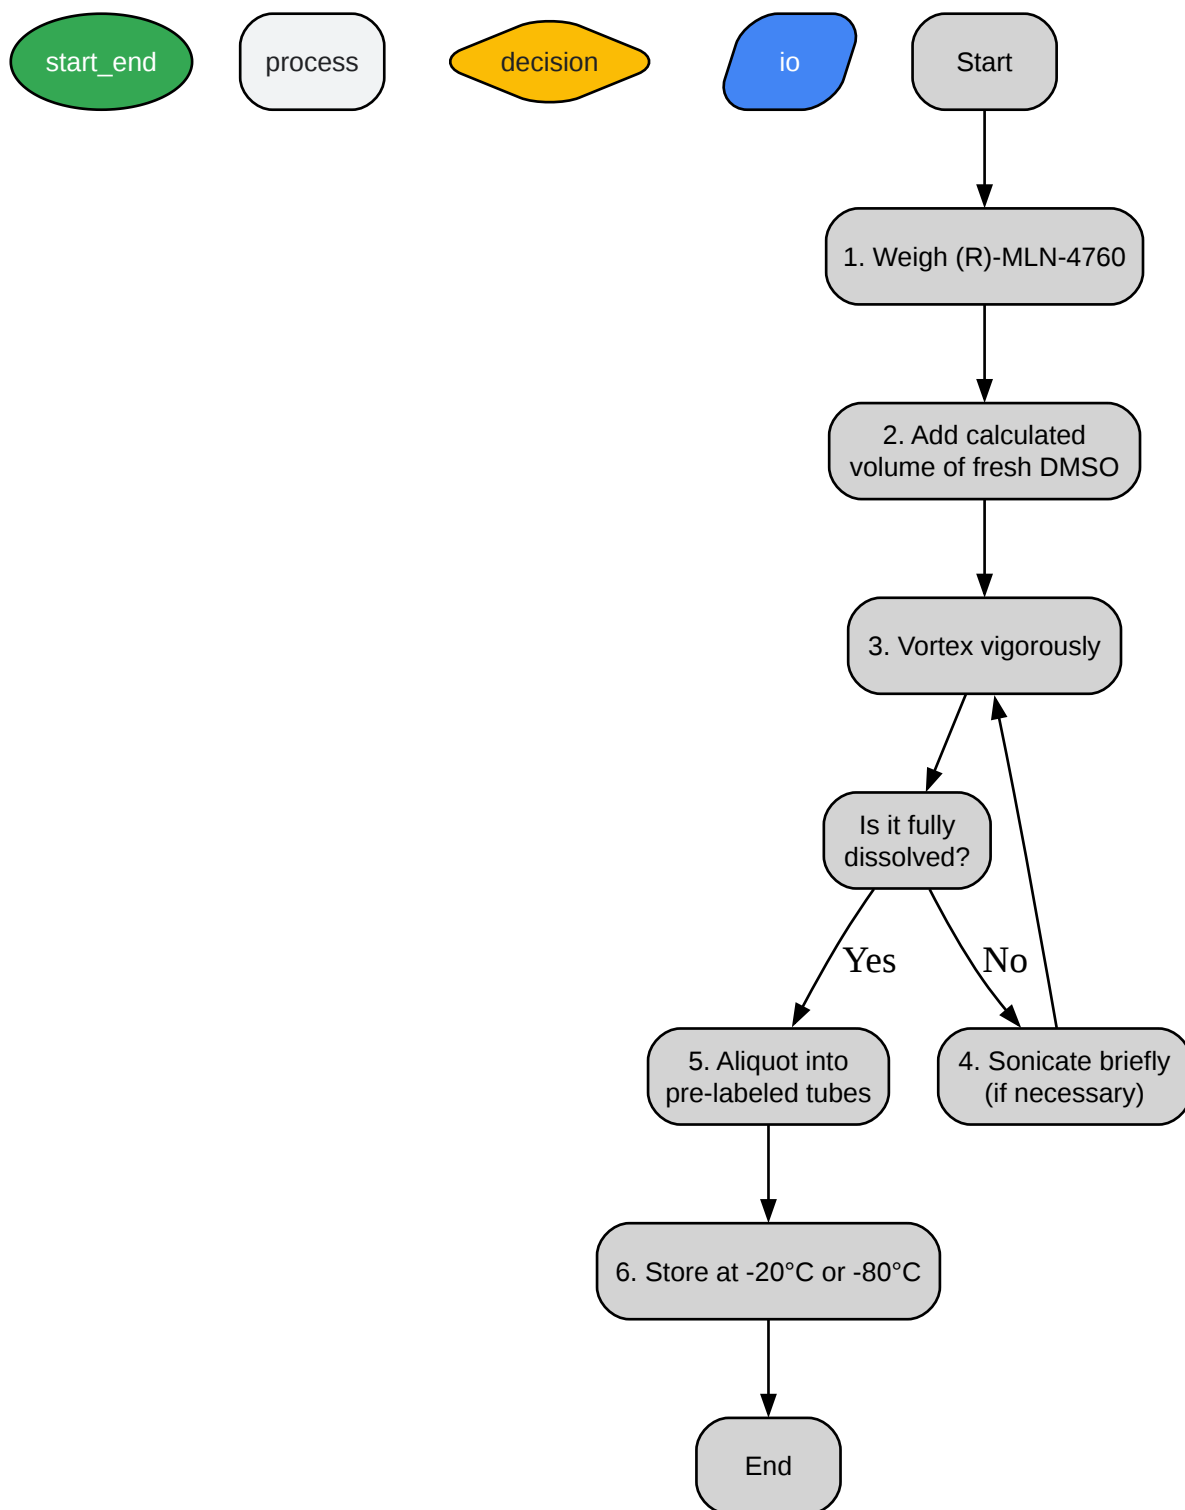 start_end
process
decision
io
Start
1. Weigh (R)-MLN-4760
2. Add calculated
volume of fresh DMSO
3. Vortex vigorously
Is it fully
dissolved?
Yes
No
5. Aliquot into
pre-labeled tubes
4. Sonicate briefly
(if necessary)
6. Store at -20°C or -80°C
End